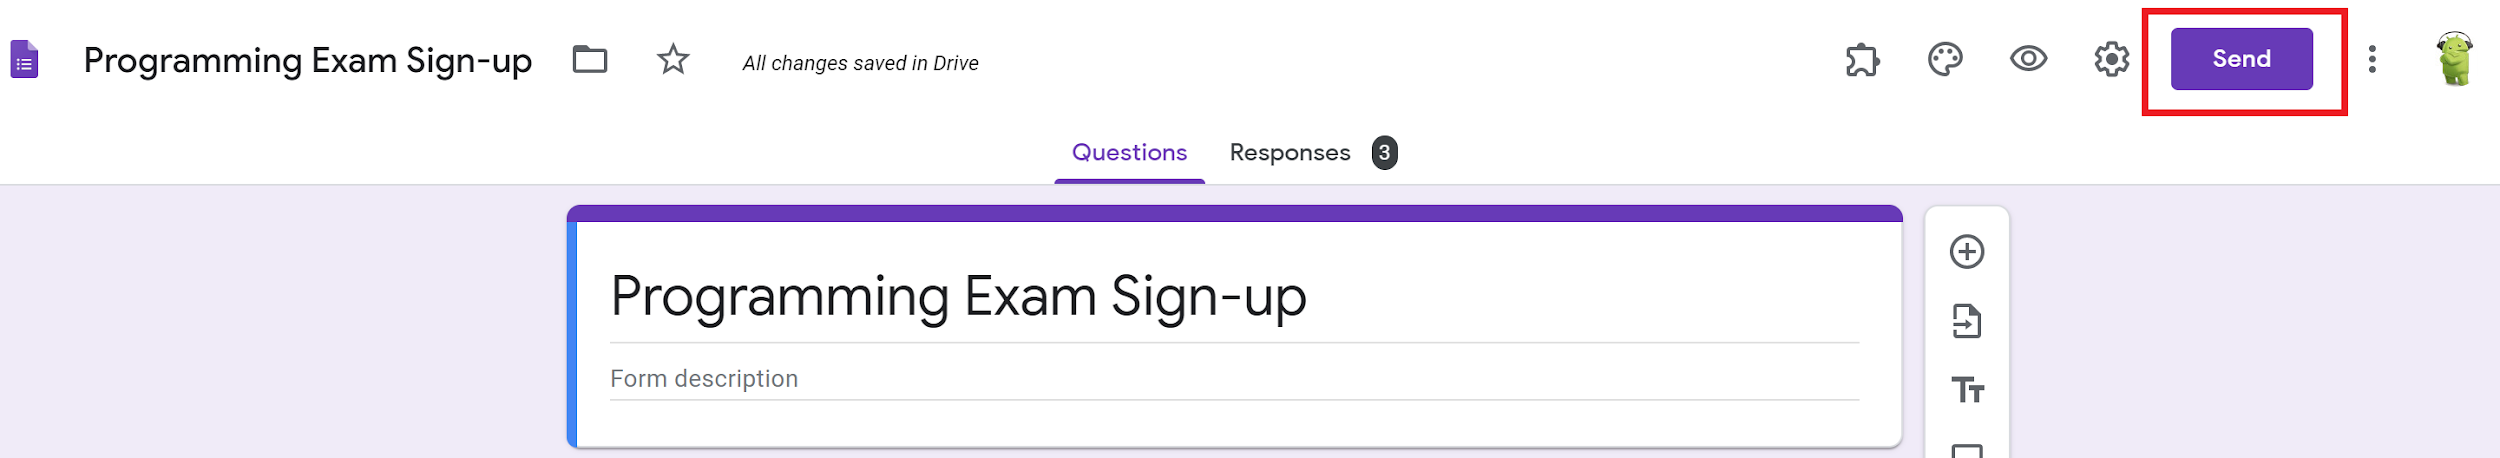 Programming Exam Sign-up
All changes saved in Drive
Send
Questions
Responses 3
Programming Exam Sign-up
Form description
Tт